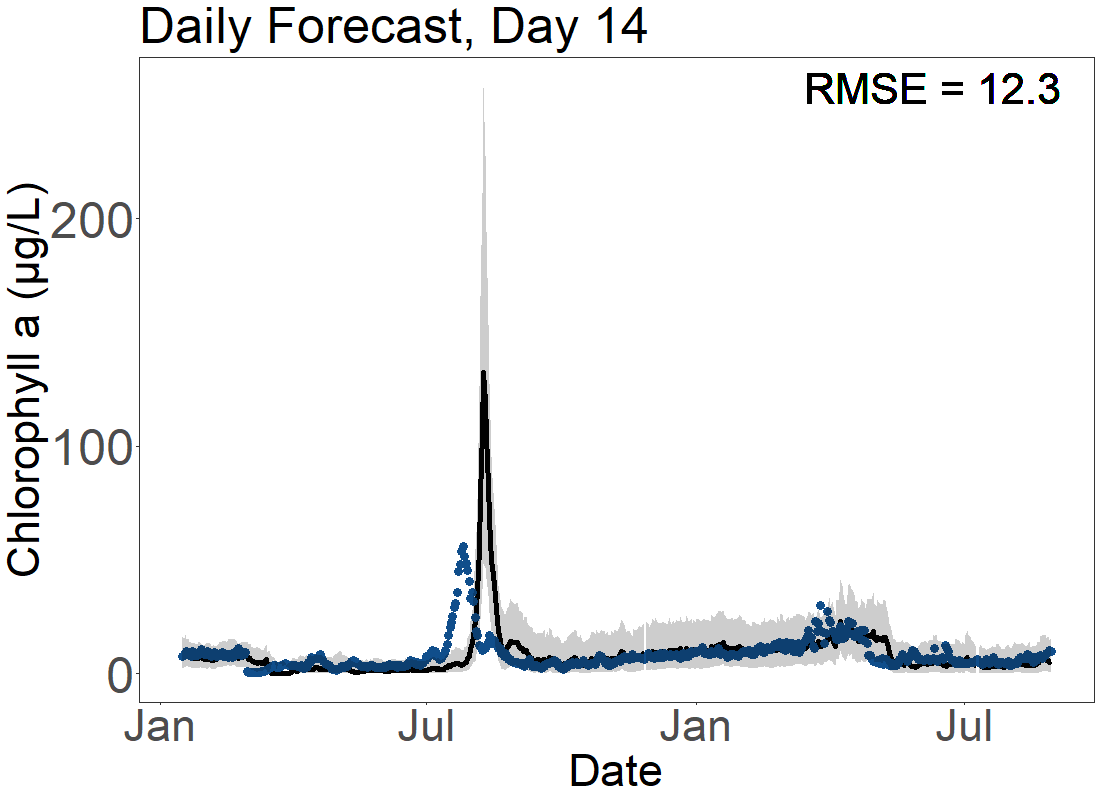 Daily Forecast, Day 14
RMSE = 12.3
Chlorophyll a (µg/L)
200
100
0
Jan
Jul
Jan
Jul
Date